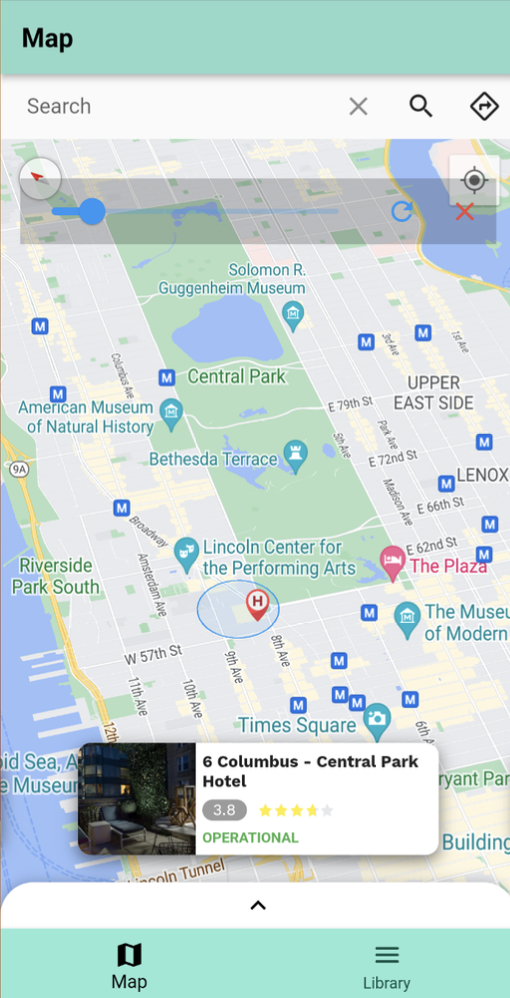 Map
Search
Solomon R.
Guggenheim Museum
M
M
M
3rd Ave
1st Ave
Columbus Ave
M
Central Park
M
UPPER
EAST SIDE
American Museum
of Natural History
E 79th St
5th Ave
Park Ave
M
Bethesda Terrace
E 72nd St
9A
LENOX
M
Madison Ave
E 66th St
M
M
Broadway
Lincoln Center for
the Performing Arts
E 62nd St
M
The Plaza
Riverside
Park South
Amsterdam Ave
H
M
The Museu
of Modern
8th Ave
W 57th St
9th Ave
M
11th Ave
10th Ave
M
M
M
M
Times Square
6th A
12th
oid Sea, A
e Museum
6 Columbus - Central Park
Hotel
3.8
OPERATIONAL
ryant Par
Building
incoln Tunnel
Map
Library